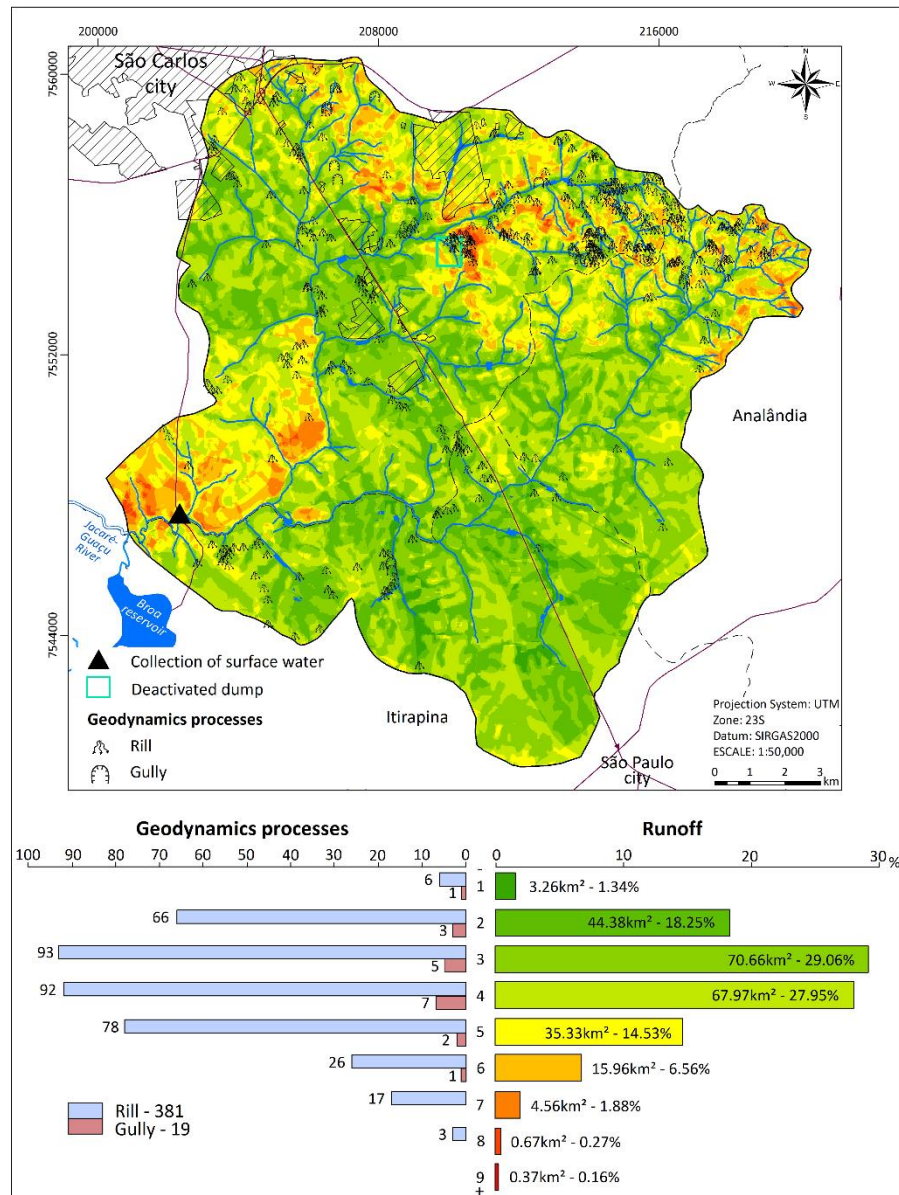 200000
208000
216000
7560000
São Carlos
city
N
W E
S
7552000
Analândia
Jacaré-
Guaçu
River
Broa
reservoir
7544000
Collection of surface water
Deactivated dump
Geodynamics processes
Rill
Gully
Itirapina
São Paulo
city
Projection System: UTM
Zone: 23S
Datum: SIRGAS2000
ESCALE: 1:50,000
0 1 2 3
km
Geodynamics processes
Runoff
100 90 80 70 60 50 40 30 20 10 0
0 10 20 30 %
-
6 1 1 3.26km² - 1.34%
66 3 2 44.38km² - 18.25%
93 5 3 70.66km² - 29.06%
92 7 4 67.97km² - 27.95%
78 2 5 35.33km² - 14.53%
26 1 6 15.96km² - 6.56%
17 7 4.56km² - 1.88%
3 8 0.67km² - 0.27%
9 0.37km² - 0.16%
+
Rill - 381
Gully - 19